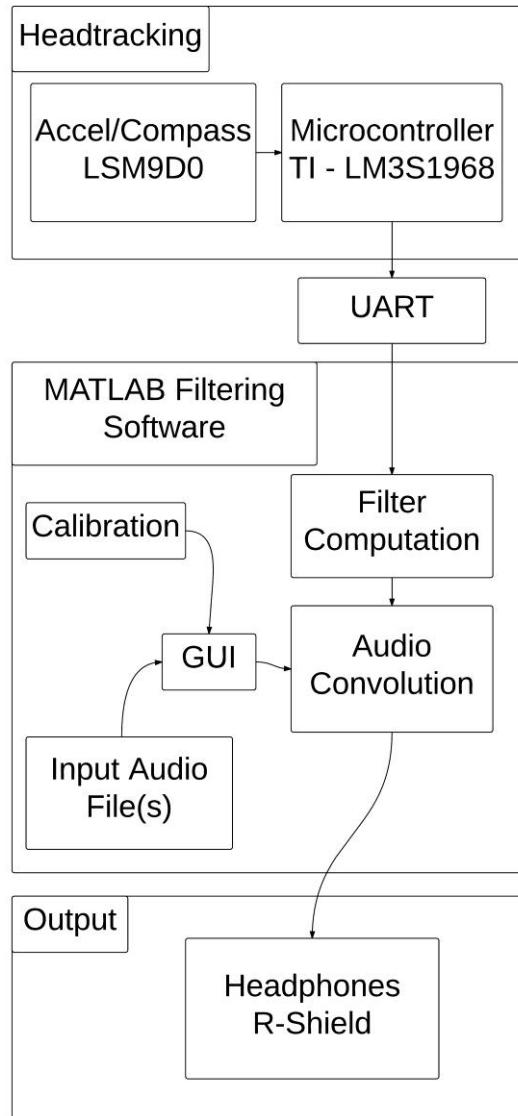 Headtracking
Accel/Compass
LSM9D0
Microcontroller
TI - LM3S1968
UART
MATLAB Filtering
Software
Filter
Computation
Calibration
GUI
Audio
Convolution
Input Audio
File(s)
Output
Headphones
R-Shield